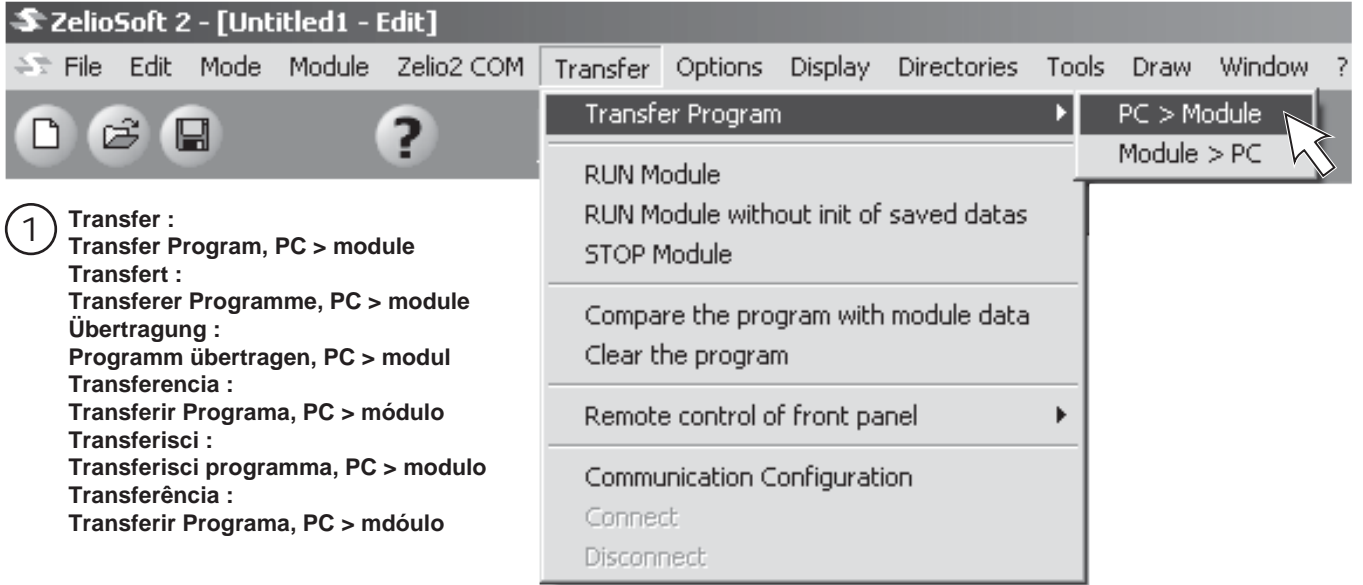 ZelioSoft 2 - [Untitled1 - Edit]
File Edit Mode Module Zelio2 COM Transfer Options Display Directories Tools Draw Window ?
?
Transfer Program
PC > Module
Module > PC
RUN Module
RUN Module without init of saved datas
STOP Module
Compare the program with module data
Clear the program
Remote control of front panel
Communication Configuration
Connect
Disconnect
1
Transfer :
Transfer Program, PC > module
Transfert :
Transferer Programme, PC > module
Übertragung :
Programm übertragen, PC > modul
Transferencia :
Transferir Programa, PC > módulo
Transferisci :
Transferisci programma, PC > modulo
Transferência :
Transferir Programa, PC > mdóulo